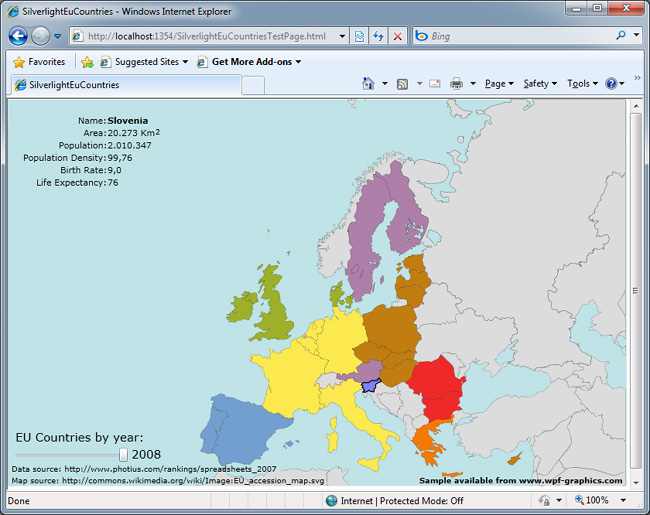 SilverlightEuCountries - Windows Internet Explorer
http://localhost:1354/SilverlightEuCountriesTestPage.html
Bing
Favorites
Suggested Sites
Get More Add-ons
SilverlightEuCountries
Page
Safety
Tools
Name: Slovenia
Area: 20.273 Km2
Population: 2.010.347
Population Density: 99,76
Birth Rate: 9,0
Life Expectancy: 76
EU Countries by year:
2008
Data source: http://www.photius.com/rankings/spreadsheets_2007
Map source: http://commons.wikimedia.org/wiki/Image:EU_accession_map.svg
Sample available from www.wpf-graphics.com
Done
Internet | Protected Mode: Off
100%